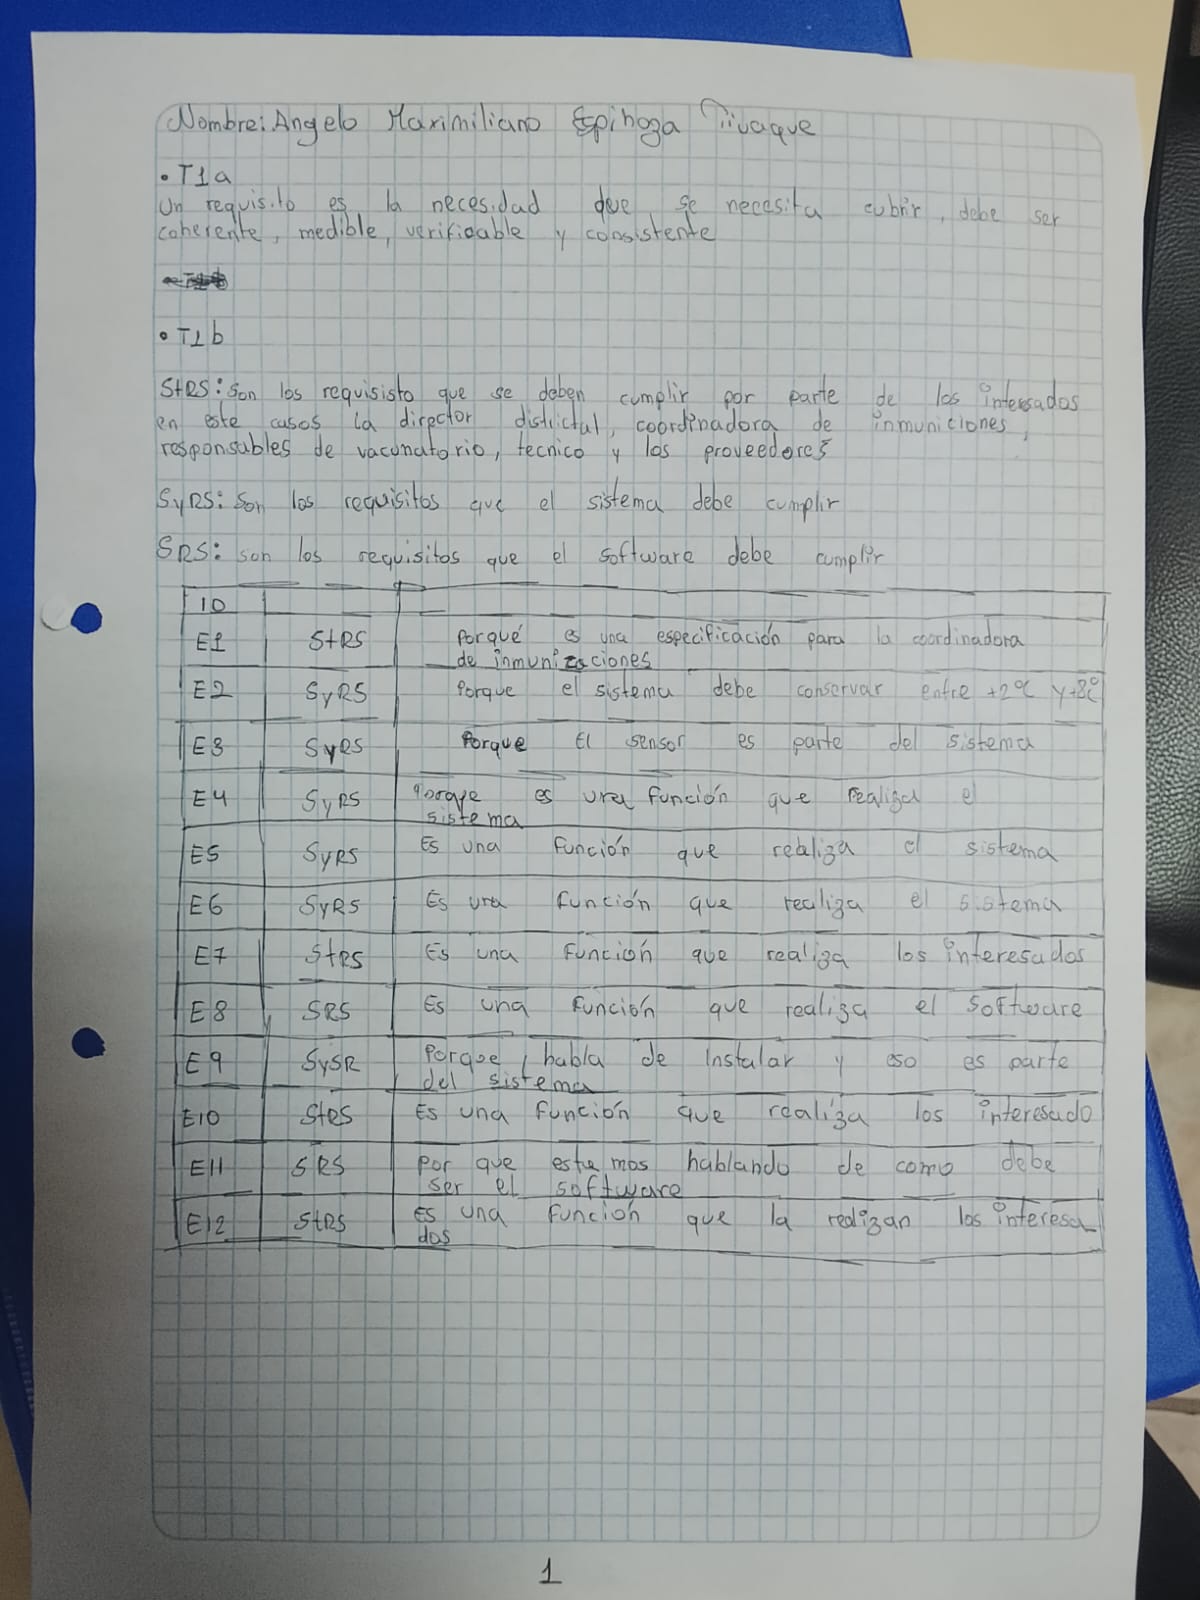 Nombre: Angelo Maximiliano Espinoza
• T1a
Un requisito es la necesidad que se necesita cubrir, debe ser
coherente, medible, verificable y consistente
• T1b
StRS: Son los requisisto que se deben cumplir por parte de los interesados
en este casos la director districtal, coordinadora de inmuniciones,
responsables de vacunatorio, tecnico y los proveedores
SyRS: Son los requisitos que el sistema debe cumplir
SRS: son los requisitos que el software debe cumplir
ID
E1 StRS Porqué es una especificación para la coordinadora
de inmunizaciones
E2 SyRS Porque el sistema debe conservar entre +2°C y +8°C
E3 SyRS Porque El sensor es parte del sistema
E4 SyRS Porque es una función que realiza el
sistema
E5 SyRS Es una función que realiza el sistema
E6 SyRS Es una función que realiza el sistema
E7 StRS Es una función que realiza los interesados
E8 SRS Es una función que realiza el software
E9 SySR Porque habla de Instalar y eso es parte
del sistema
E10 StRS Es una función que realiza los interesado
E11 SRS Por que esta mos hablando de como debe
ser el software
E12 StRS Es una función que la realizan los interesa
dos
1